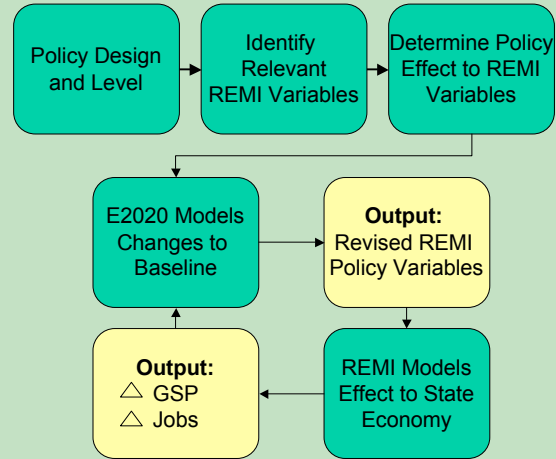 Policy Design
and Level
Identify
Relevant
REMI Variables
Determine Policy
Effect to REMI
Variables
E2020 Models
Changes to
Baseline
Output:
Revised REMI
Policy Variables
Output:
△ GSP
△ Jobs
REMI Models
Effect to State
Economy